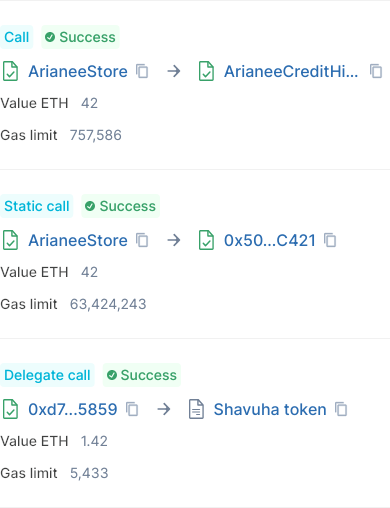 Call Success
ArianeeStore → ArianeeCreditHi...
Value ETH 42
Gas limit 757,586
Static call Success
ArianeeStore → 0x50...C421
Value ETH 42
Gas limit 63,424,243
Delegate call Success
0xd7...5859 → Shavuha token
Value ETH 1.42
Gas limit 5,433